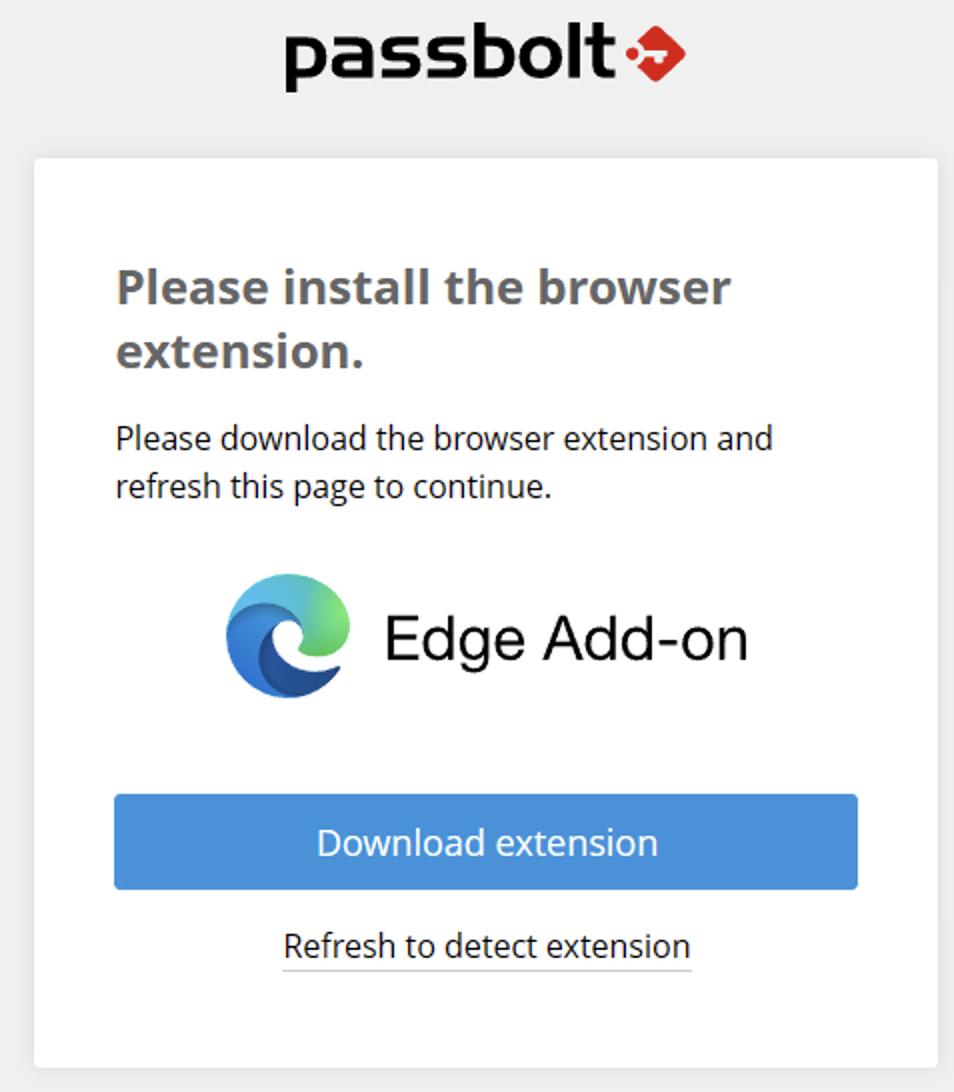 passbolt
Please install the browser
extension.
Please download the browser extension and
refresh this page to continue.
Edge Add-on
Download extension
Refresh to detect extension